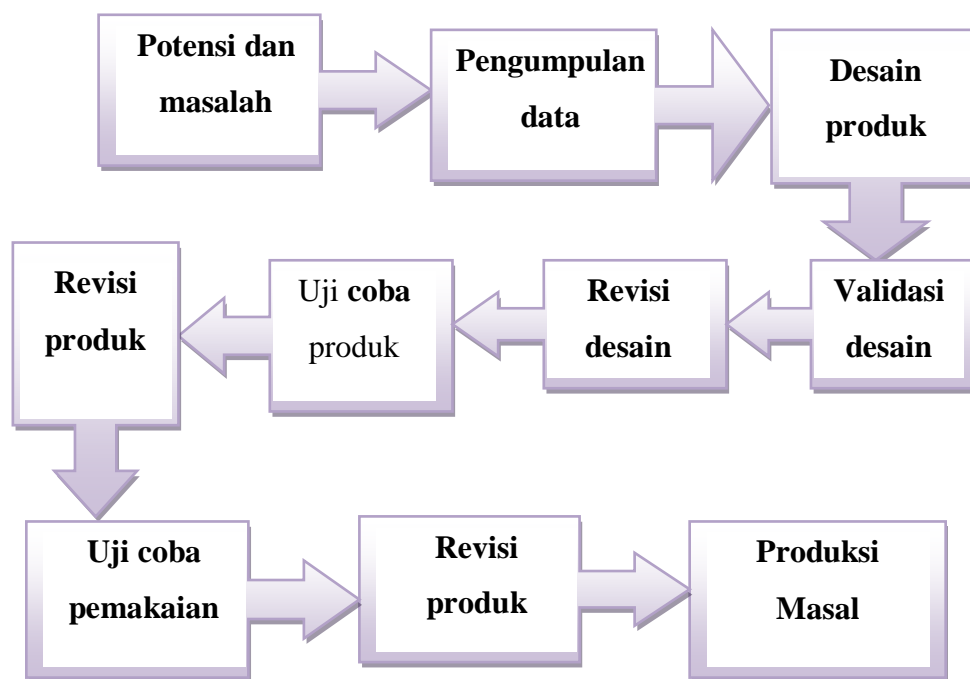 Potensi dan
masalah
Pengumpulan
data
Desain
produk
Validasi
desain
Revisi
desain
Uji coba
produk
Revisi
produk
Uji coba
pemakaian
Revisi
produk
Produksi
Masal